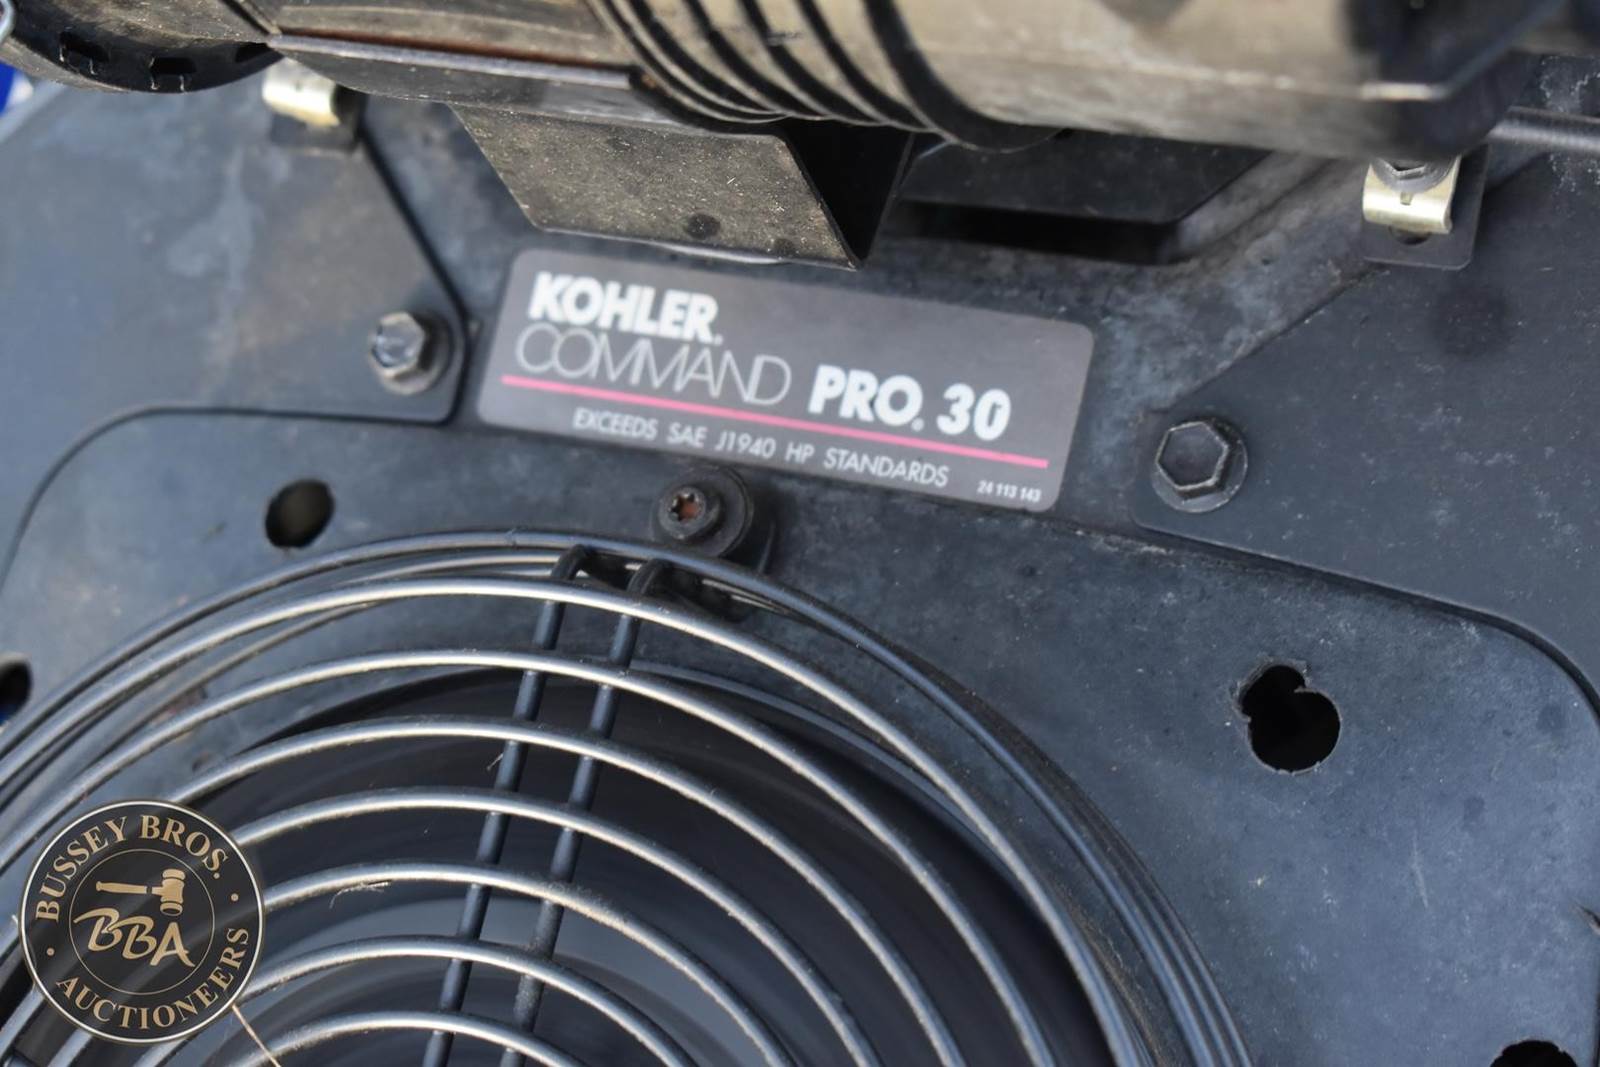 KOHLER.
COMMAND PRO. 30
EXCEEDS SAE J1940 HP STANDARDS
24 113 143
BUSSEY BROS.
BBA
AUCTIONEERS